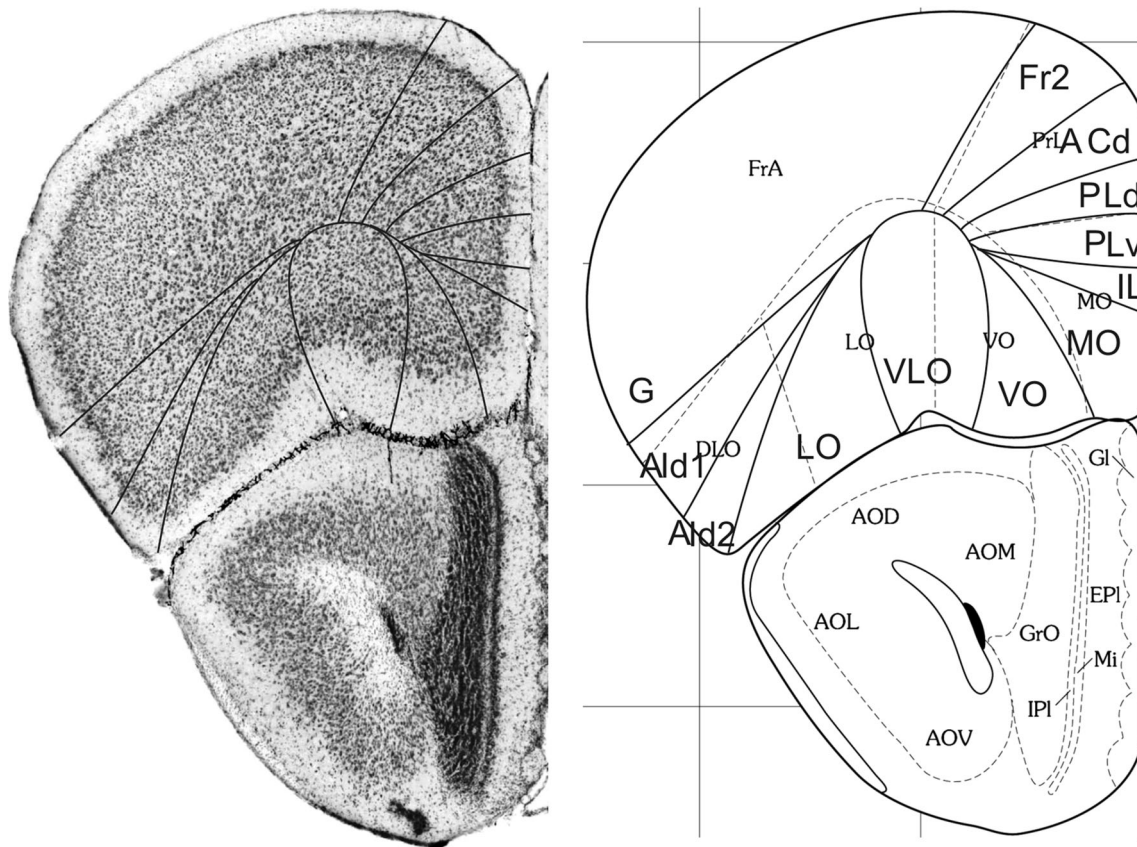 Fr2
PrL
ACd
FrA
PLd
PLv
IL
MO
LO
VO
MO
VLO
G
VO
DLO
LO
AId1
Gl
AOD
AId2
AOM
EPl
AOL
GrO
Mi
IPl
AOV